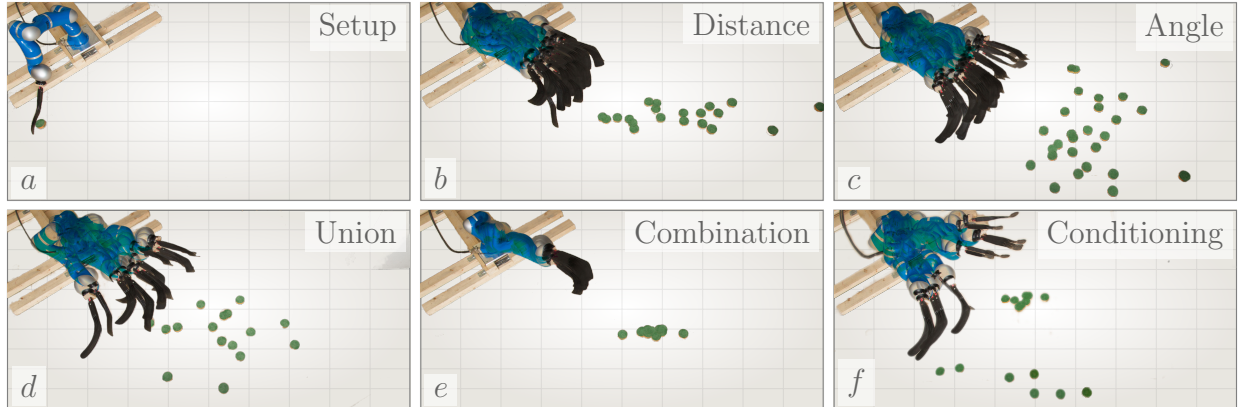 Setup
a
Distance
b
Angle
c
Union
d
Combination
e
Conditioning
f